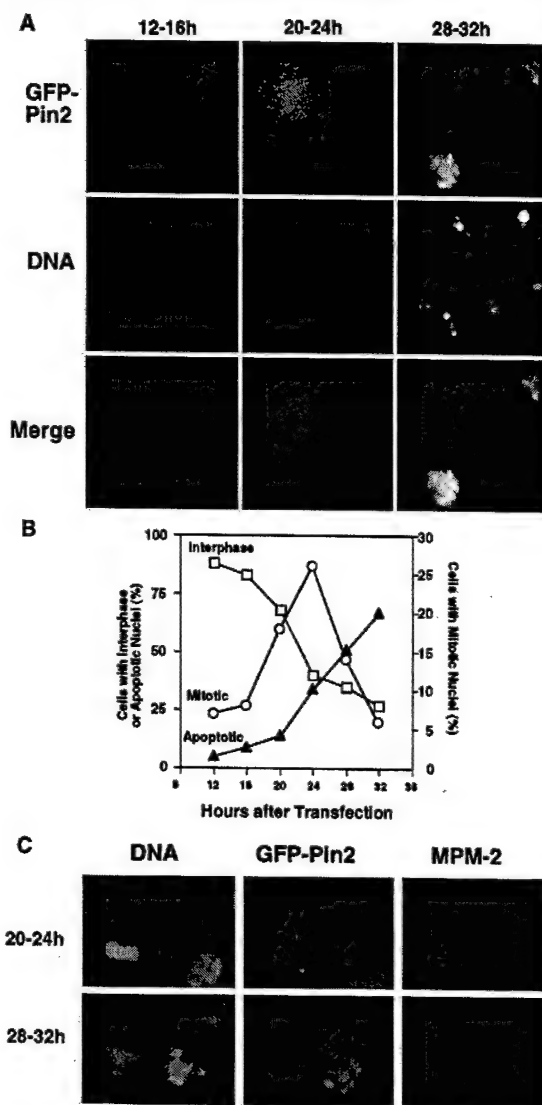 A
12-16h 20-24h 28-32h
GFP-
Pin2
DNA
Merge
B
Cells with Interphase
or Apoptotic Nuclei (%)
100
75
50
25
0
Interphase
Mitotic
Apoptotic
30
25
20
15
10
5
0
Cells with Mitotic Nuclei (%)
8 12 16 20 24 28 32 36
Hours after Transfection
C
DNA GFP-Pin2 MPM-2
20-24h
28-32h